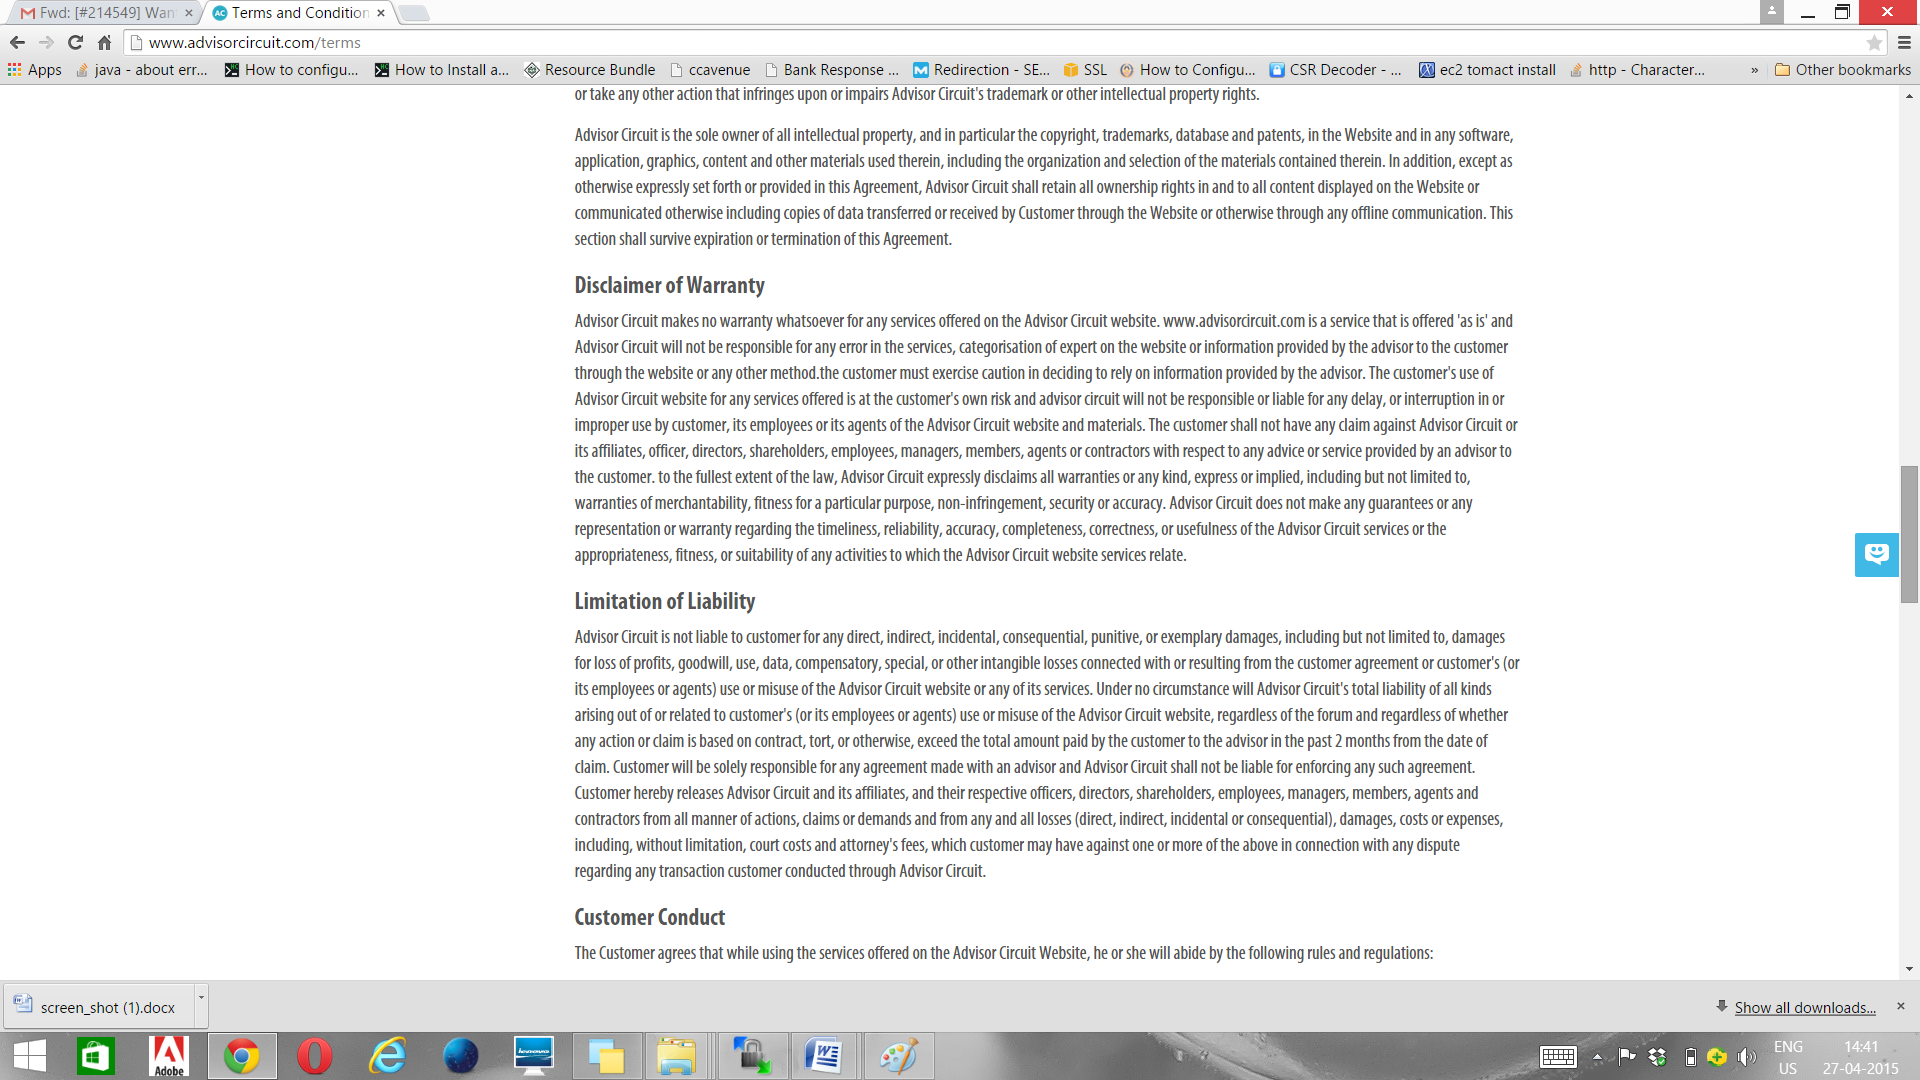 Fwd: [#214549] Wan
Terms and Condition
www.advisorcircuit.com/terms
Apps java - about err... How to configu... How to Install a... Resource Bundle ccavenue Bank Response ... Redirection - SE... SSL How to Configu... CSR Decoder - ... ec2 tomact install http - Character... » Other bookmarks
or take any other action that infringes upon or impairs Advisor Circuit's trademark or other intellectual property rights.
Advisor Circuit is the sole owner of all intellectual property, and in particular the copyright, trademarks, database and patents, in the Website and in any software,
application, graphics, content and other materials used therein, including the organization and selection of the materials contained therein. In addition, except as
otherwise expressly set forth or provided in this Agreement, Advisor Circuit shall retain all ownership rights in and to all content displayed on the Website or
communicated otherwise including copies of data transferred or received by Customer through the Website or otherwise through any offline communication. This
section shall survive expiration or termination of this Agreement.
Disclaimer of Warranty
Advisor Circuit makes no warranty whatsoever for any services offered on the Advisor Circuit website. www.advisorcircuit.com is a service that is offered 'as is' and
Advisor Circuit will not be responsible for any error in the services, categorisation of expert on the website or information provided by the advisor to the customer
through the website or any other method.the customer must exercise caution in deciding to rely on information provided by the advisor. The customer's use of
Advisor Circuit website for any services offered is at the customer's own risk and advisor circuit will not be responsible or liable for any delay, or interruption in or
improper use by customer, its employees or its agents of the Advisor Circuit website and materials. The customer shall not have any claim against Advisor Circuit or
its affiliates, officer, directors, shareholders, employees, managers, members, agents or contractors with respect to any advice or service provided by an advisor to
the customer. to the fullest extent of the law, Advisor Circuit expressly disclaims all warranties or any kind, express or implied, including but not limited to,
warranties of merchantability, fitness for a particular purpose, non-infringement, security or accuracy. Advisor Circuit does not make any guarantees or any
representation or warranty regarding the timeliness, reliability, accuracy, completeness, correctness, or usefulness of the Advisor Circuit services or the
appropriateness, fitness, or suitability of any activities to which the Advisor Circuit website services relate.
Limitation of Liability
Advisor Circuit is not liable to customer for any direct, indirect, incidental, consequential, punitive, or exemplary damages, including but not limited to, damages
for loss of profits, goodwill, use, data, compensatory, special, or other intangible losses connected with or resulting from the customer agreement or customer's (or
its employees or agents) use or misuse of the Advisor Circuit website or any of its services. Under no circumstance will Advisor Circuit's total liability of all kinds
arising out of or related to customer's (or its employees or agents) use or misuse of the Advisor Circuit website, regardless of the forum and regardless of whether
any action or claim is based on contract, tort, or otherwise, exceed the total amount paid by the customer to the advisor in the past 2 months from the date of
claim. Customer will be solely responsible for any agreement made with an advisor and Advisor Circuit shall not be liable for enforcing any such agreement.
Customer hereby releases Advisor Circuit and its affiliates, and their respective officers, directors, shareholders, employees, managers, members, agents and
contractors from all manner of actions, claims or demands and from any and all losses (direct, indirect, incidental or consequential), damages, costs or expenses,
including, without limitation, court costs and attorney's fees, which customer may have against one or more of the above in connection with any dispute
regarding any transaction customer conducted through Advisor Circuit.
Customer Conduct
The Customer agrees that while using the services offered on the Advisor Circuit Website, he or she will abide by the following rules and regulations:
screen_shot (1).docx
Show all downloads...
Adobe
ENG
US
14:41
27-04-2015